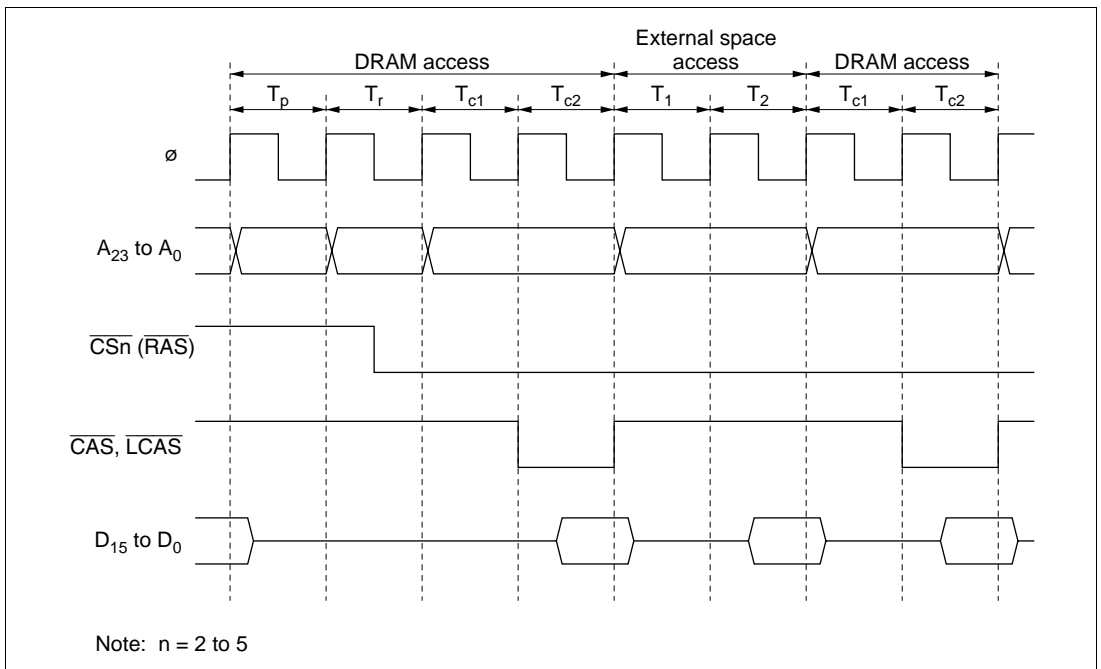 External space
DRAM access access DRAM access
Tp Tr Tc1 Tc2 T1 T2 Tc1 Tc2
ø
A23 to A0
CSn (RAS)
CAS, LCAS
D15 to D0
Note: n = 2 to 5